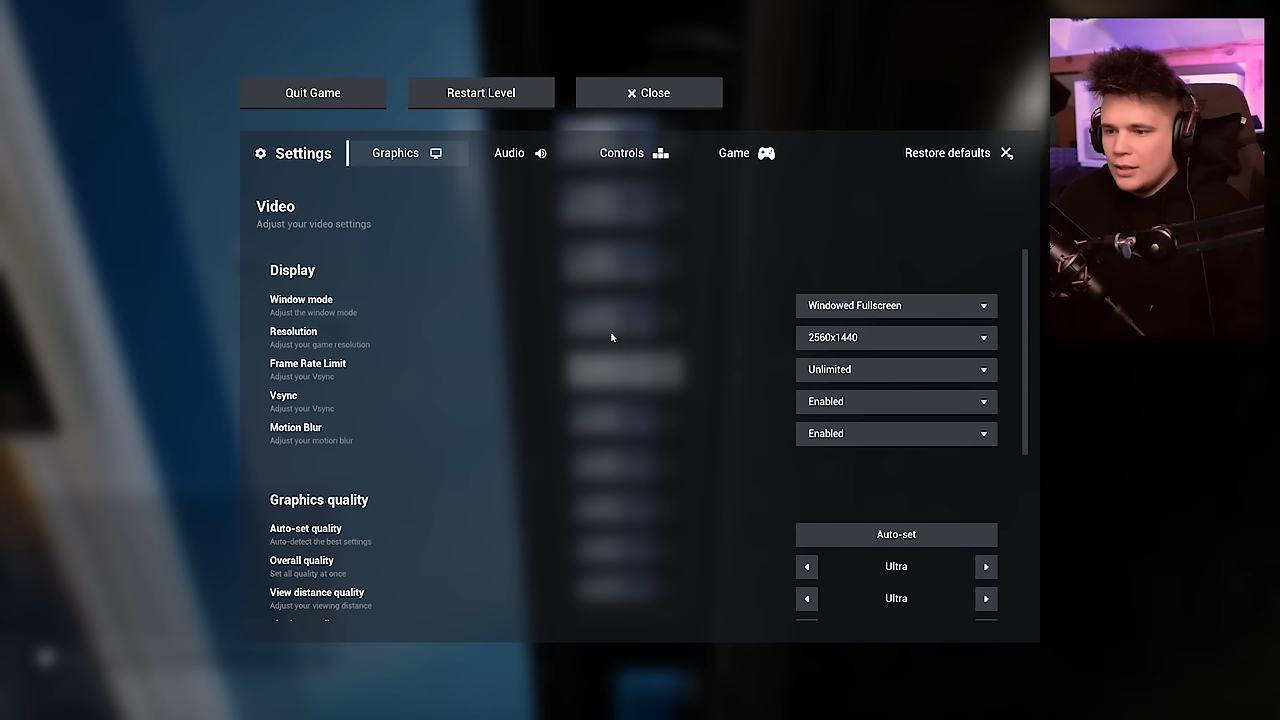 Quit Game
Restart Level
Close
Settings
Graphics
Audio
Controls
Game
Restore defaults
Video
Adjust your video settings
Display
Window mode
Adjust the window mode
Windowed Fullscreen
Resolution
Adjust your game resolution
2560x1440
Frame Rate Limit
Adjust your Vsync
Unlimited
Vsync
Adjust your Vsync
Enabled
Motion Blur
Adjust your motion blur
Enabled
Graphics quality
Auto-set quality
Auto-detect the best settings
Auto-set
Overall quality
Set all quality at once
Ultra
View distance quality
Adjust your viewing distance
Ultra